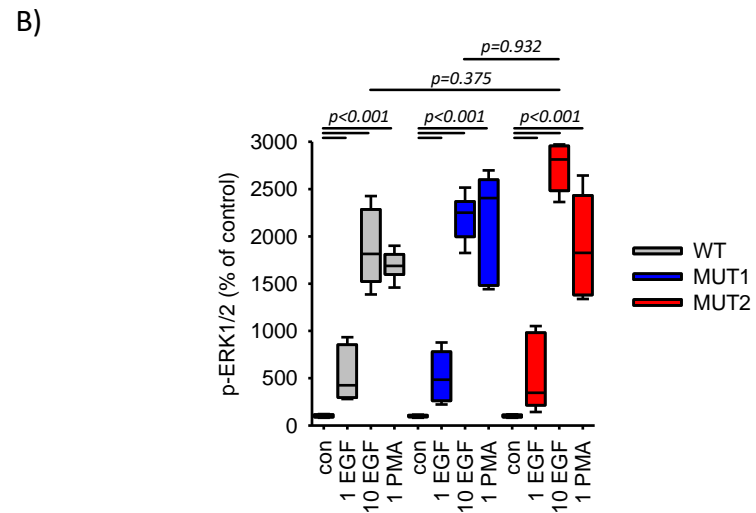 B)
p=0.932
p=0.375
p<0.001 p<0.001 p<0.001
p-ERK1/2 (% of control)
3000
2500
2000
1500
1000
500
0
con 1 EGF 10 EGF 1 PMA con 1 EGF 10 EGF 1 PMA con 1 EGF 10 EGF 1 PMA
WT
MUT1
MUT2